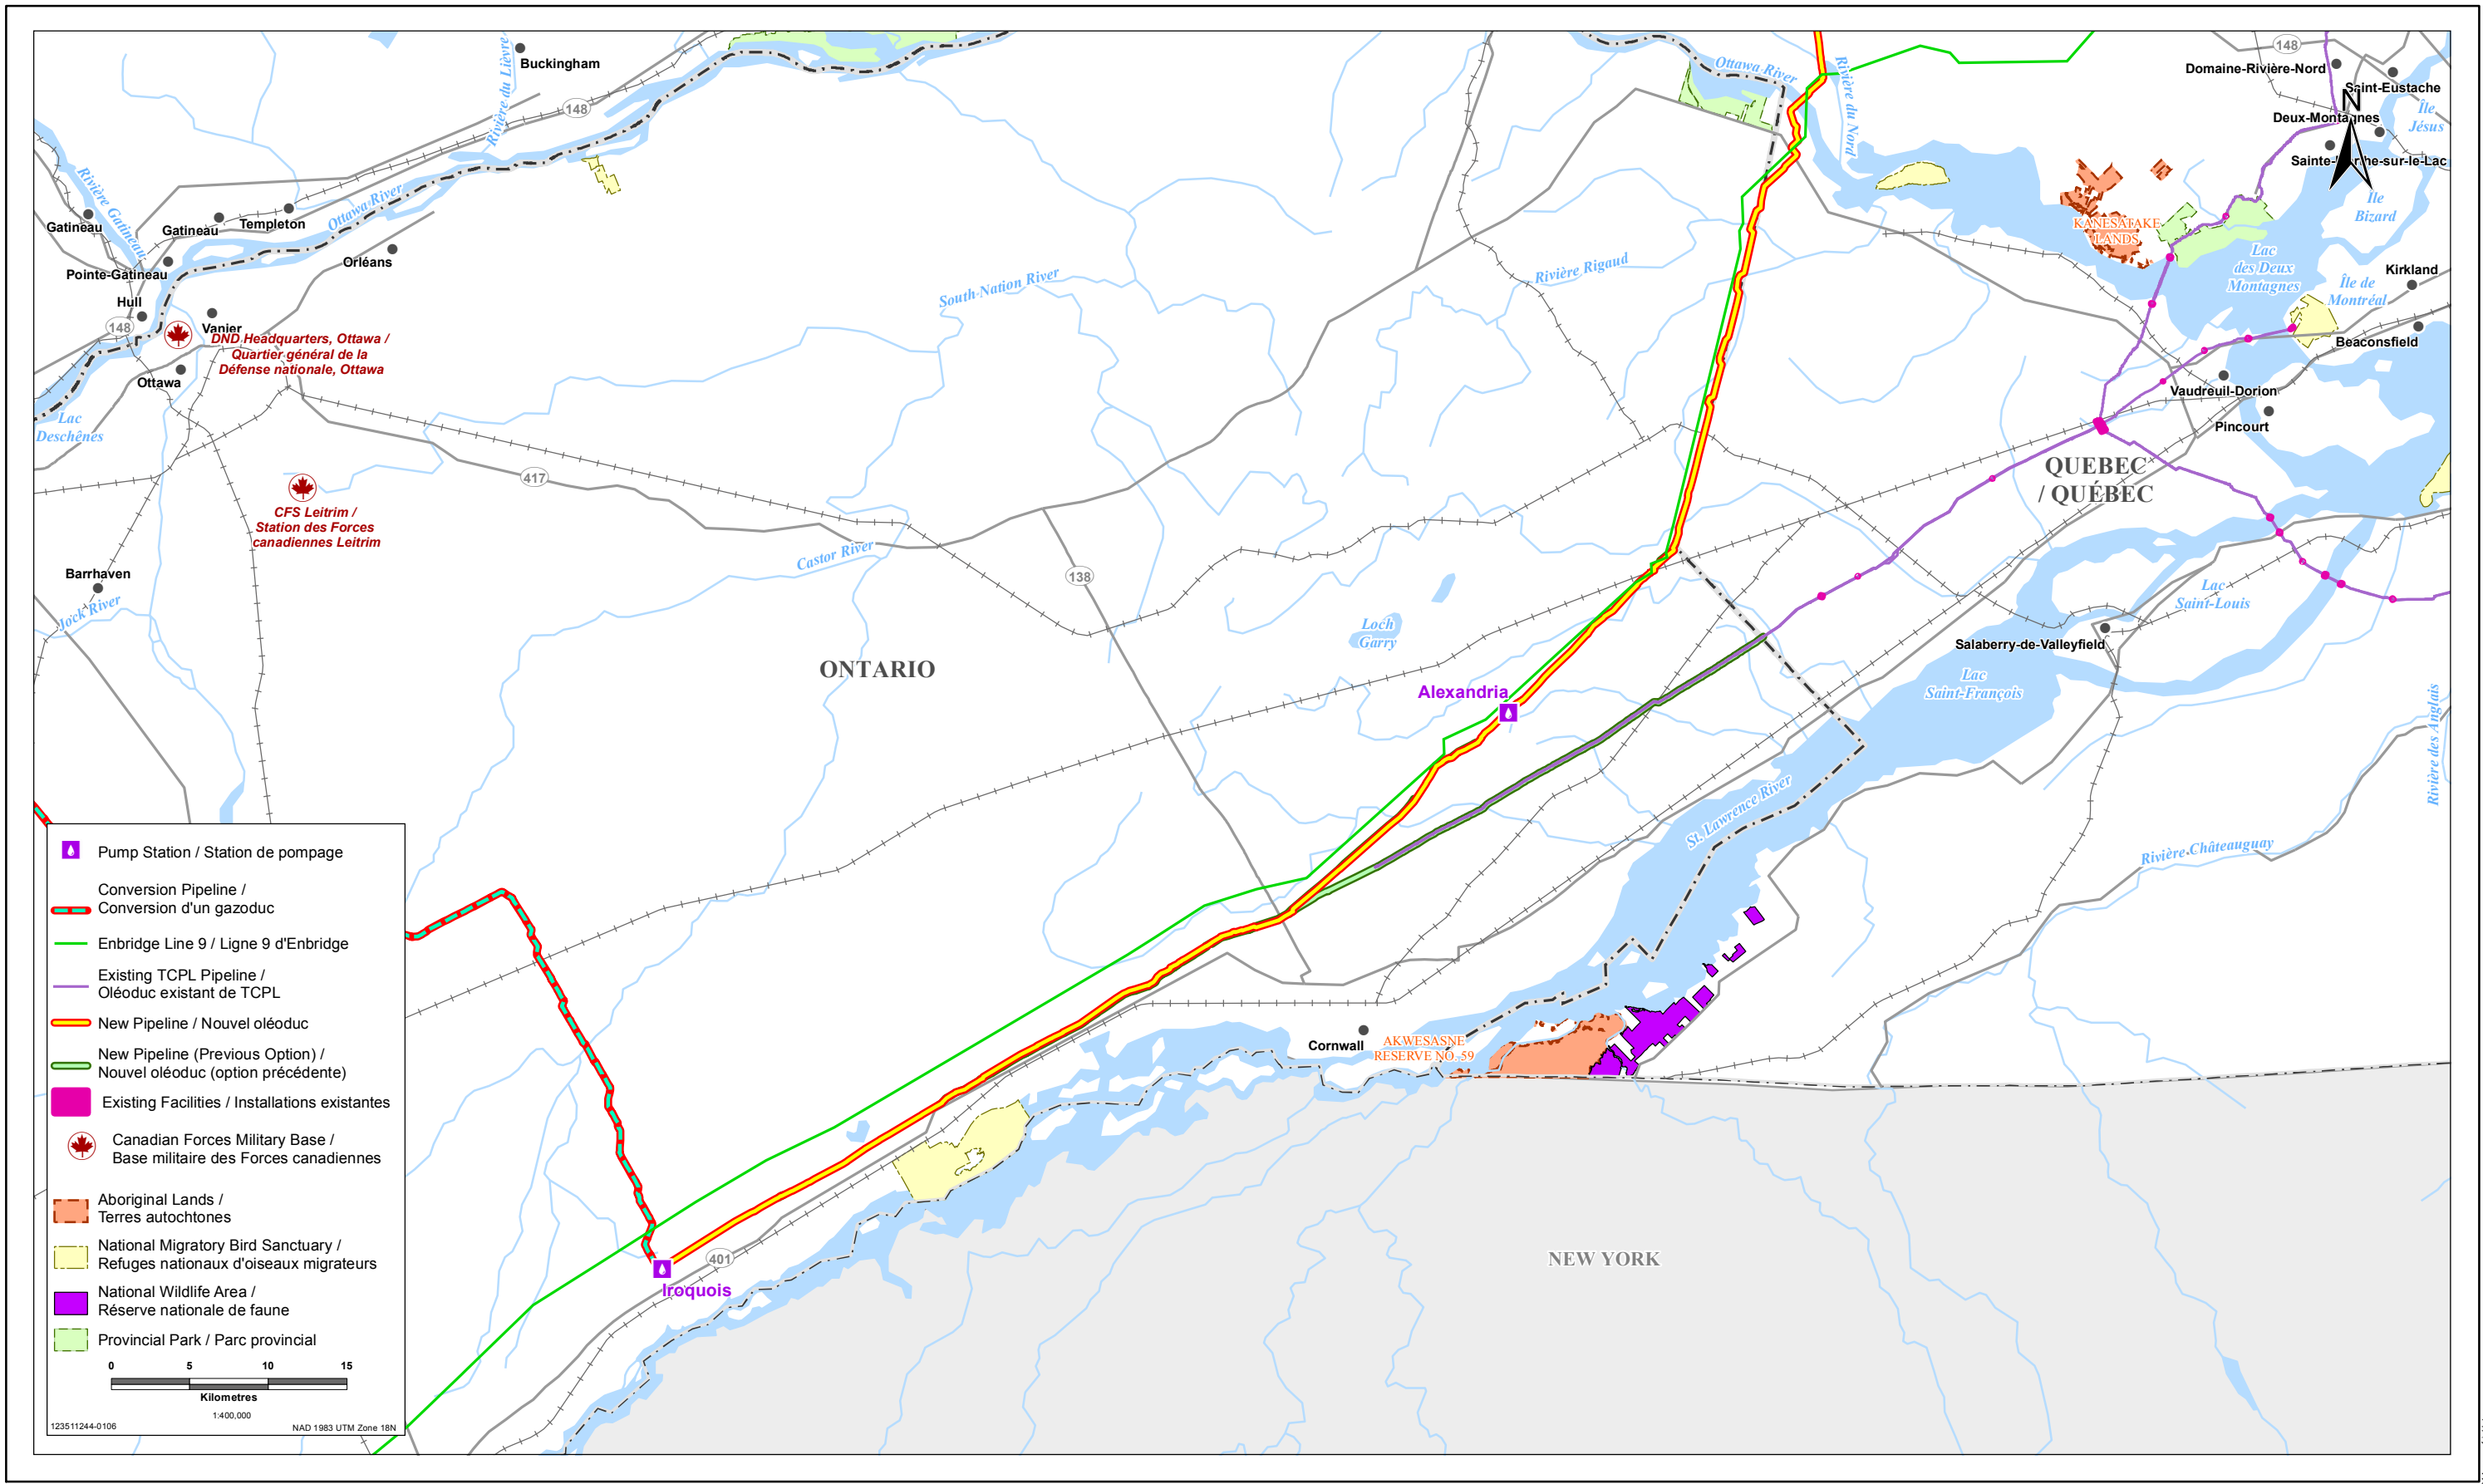 Buckingham
Rivière du Lièvre
148
Ottawa River
Rivière du Nord
148
Domaine-Rivière-Nord
Saint-Eustache
N
Deux-Montagnes
Île
Jésus
Île
Bizard
Rivière Gatineau
Gatineau
Gatineau
Templeton
Ottawa River
Orléans
Pointe-Gatineau
Hull
148
Vanier
DND Headquarters, Ottawa /
Quartier général de la
Défense nationale, Ottawa
Ottawa
Lac
Deschênes
South Nation River
Rivière Rigaud
KANESATAKE
LANDS
Lac
des Deux
Montagnes
Île de
Montréal
Kirkland
Beaconsfield
Vaudreuil-Dorion
Pincourt
417
CFS Leitrim /
Station des Forces
canadiennes Leitrim
QUEBEC
/ QUÉBEC
Castor River
138
Barrhaven
Jock River
Loch
Garry
Lac
Saint-Louis
Salaberry-de-Valleyfield
Lac
Saint-François
ONTARIO
Alexandria
Rivière des Anglais
St. Lawrence River
Rivière Châteauguay
Cornwall
AKWESASNE
RESERVE NO. 59
NEW YORK
401
Iroquois
Pump Station / Station de pompage
Conversion Pipeline /
Conversion d'un gazoduc
Enbridge Line 9 / Ligne 9 d'Enbridge
Existing TCPL Pipeline /
Oléoduc existant de TCPL
New Pipeline / Nouvel oléoduc
New Pipeline (Previous Option) /
Nouvel oléoduc (option précédente)
Existing Facilities / Installations existantes
Canadian Forces Military Base /
Base militaire des Forces canadiennes
Aboriginal Lands /
Terres autochtones
National Migratory Bird Sanctuary /
Refuges nationaux d'oiseaux migrateurs
National Wildlife Area /
Réserve nationale de faune
Provincial Park / Parc provincial
0 5 10 15
Kilometres
1:400,000
123511244-0106 NAD 1983 UTM Zone 18N